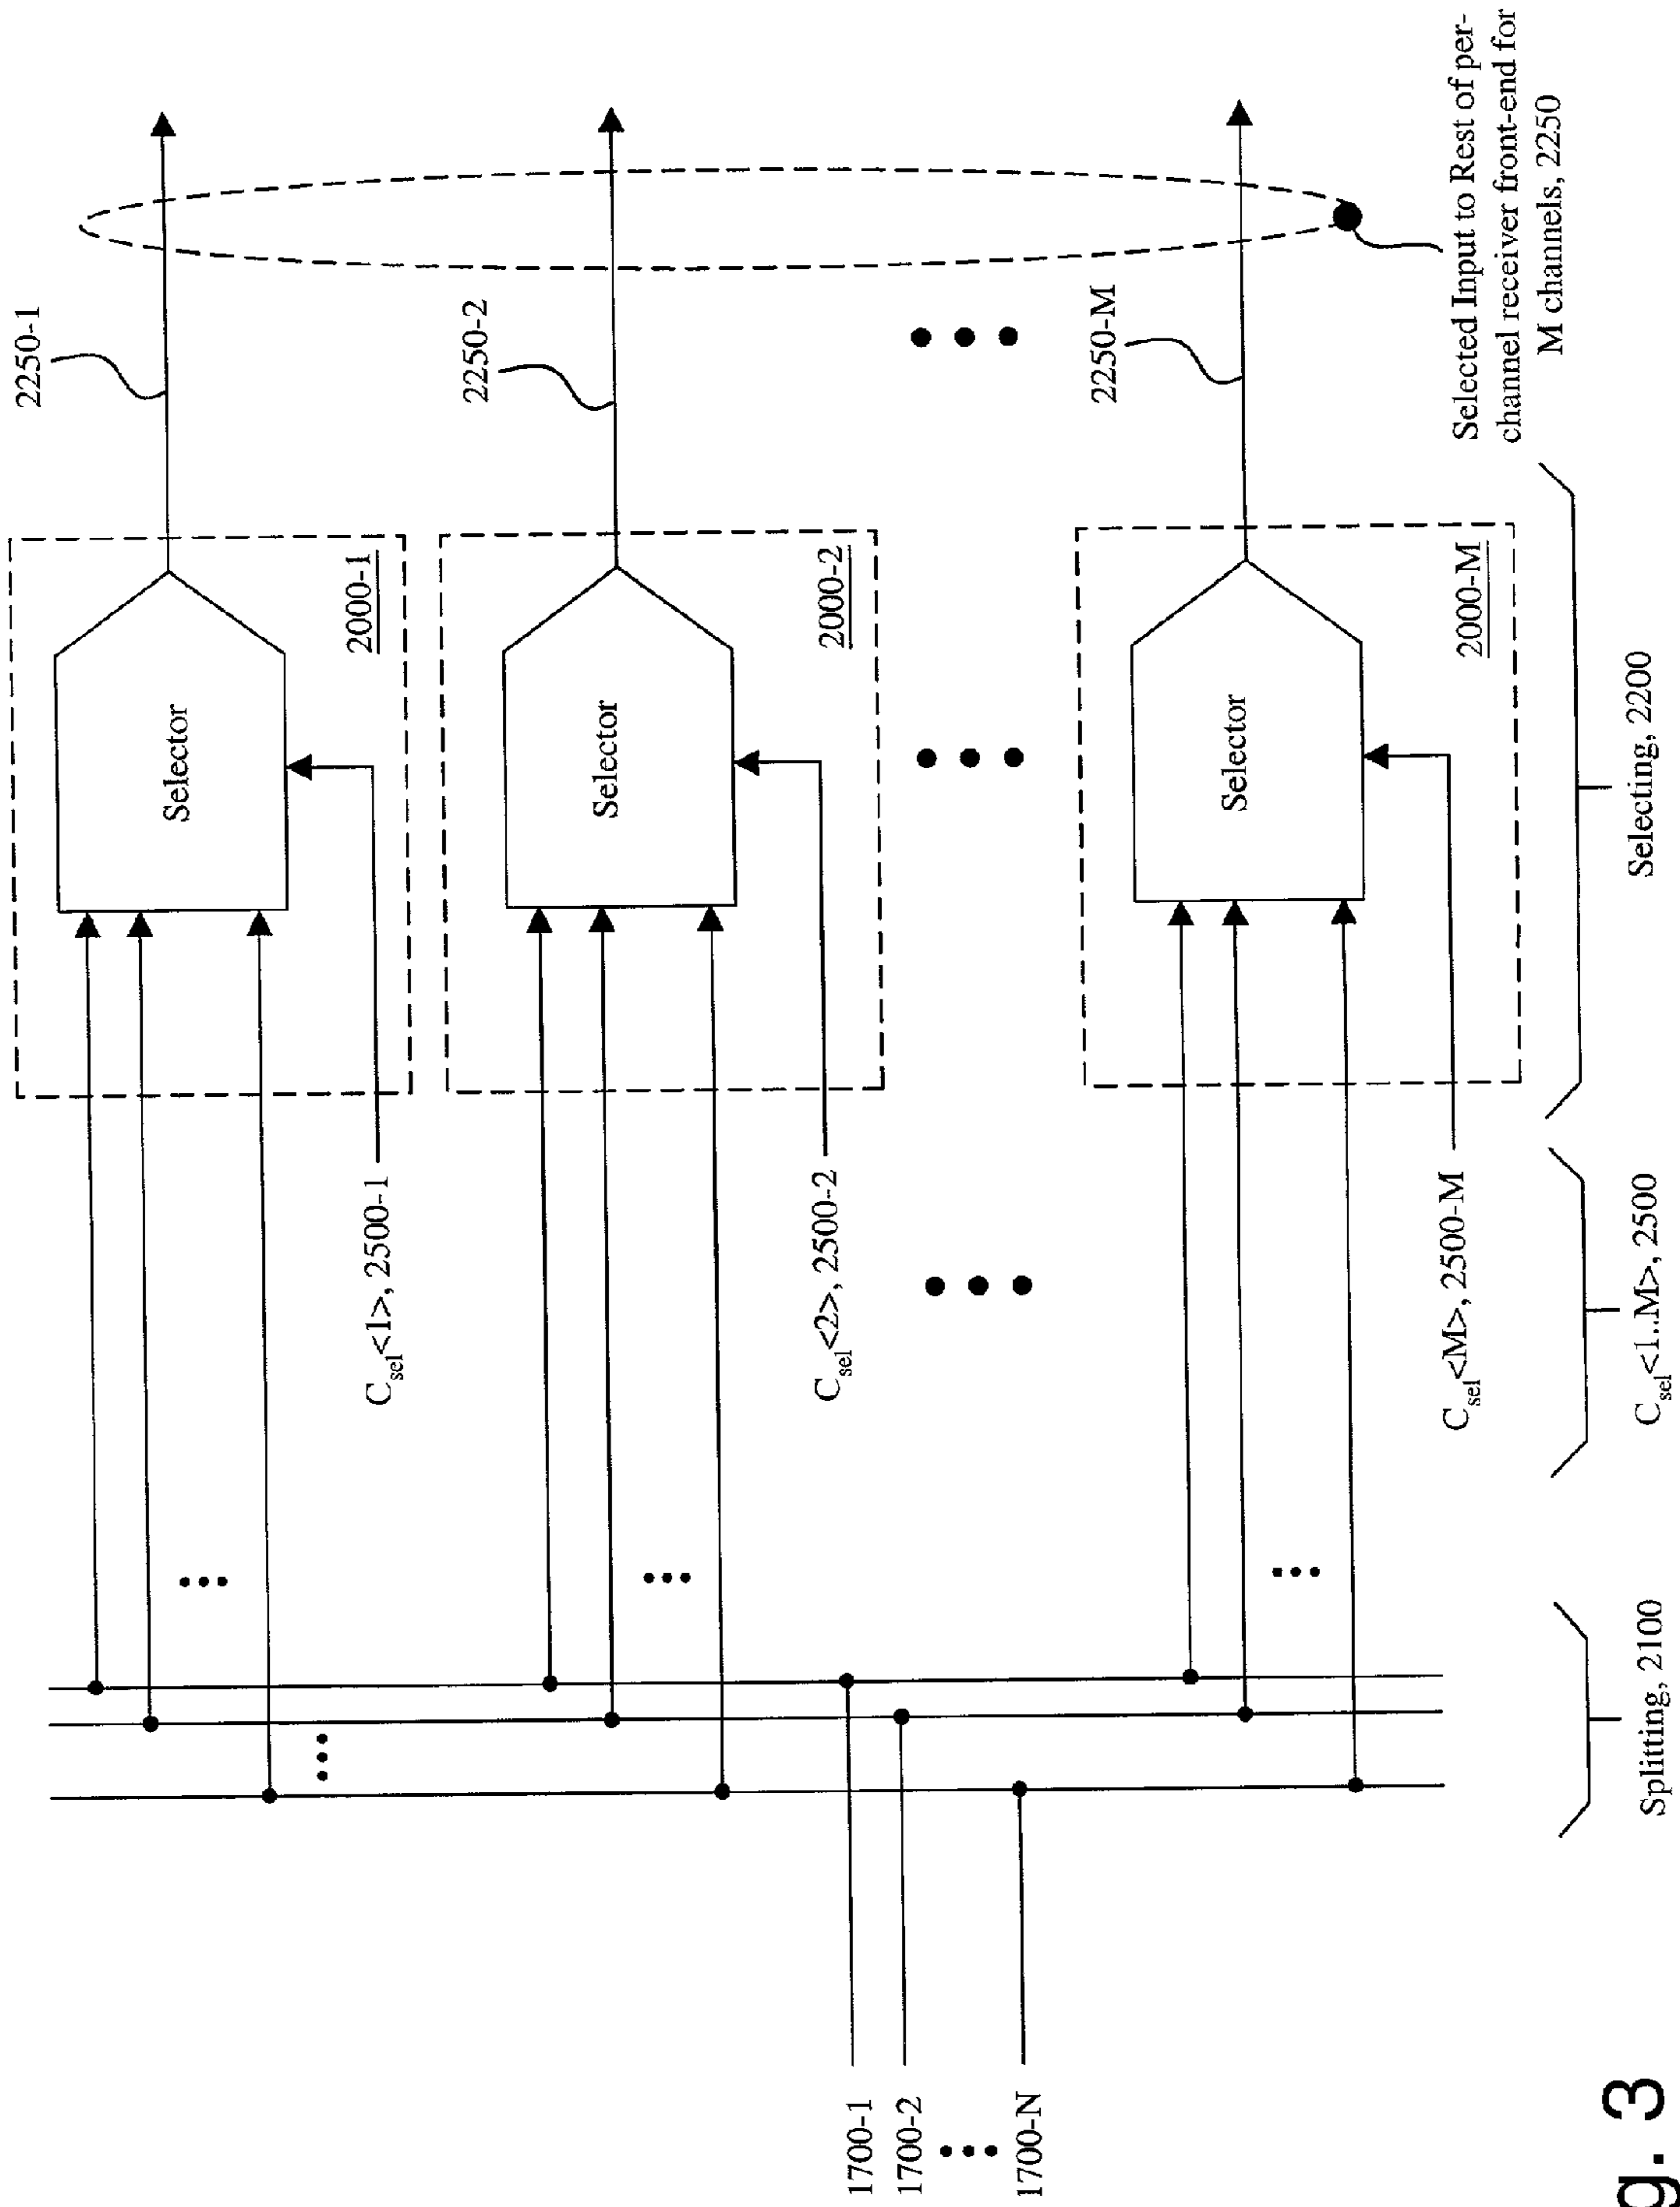 2250-1
2250-2
2250-M
Selected Input to Rest of per-
channel receiver front-end for
M channels, 2250
Selector
2000-1
Selector
2000-2
Selector
2000-M
Selecting, 2200
Csel<1>, 2500-1
Csel<2>, 2500-2
Csel<M>, 2500-M
Csel<1..M>, 2500
Splitting, 2100
1700-1
1700-2
1700-N
g. 3